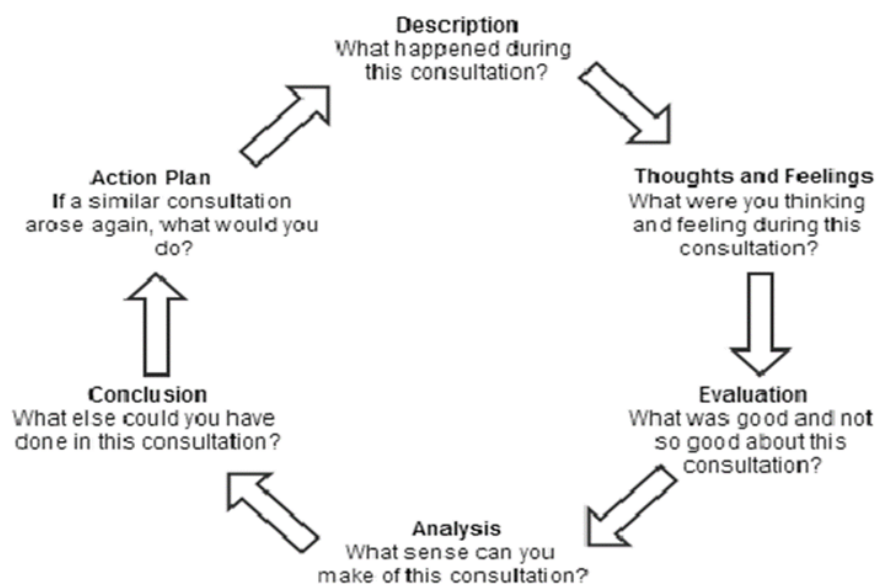 Description
What happened during
this consultation?
Thoughts and Feelings
What were you thinking
and feeling during this
consultation?
Evaluation
What was good and not
so good about this
consultation?
Analysis
What sense can you
make of this consultation?
Conclusion
What else could you have
done in this consultation?
Action Plan
If a similar consultation
arose again, what would you
do?